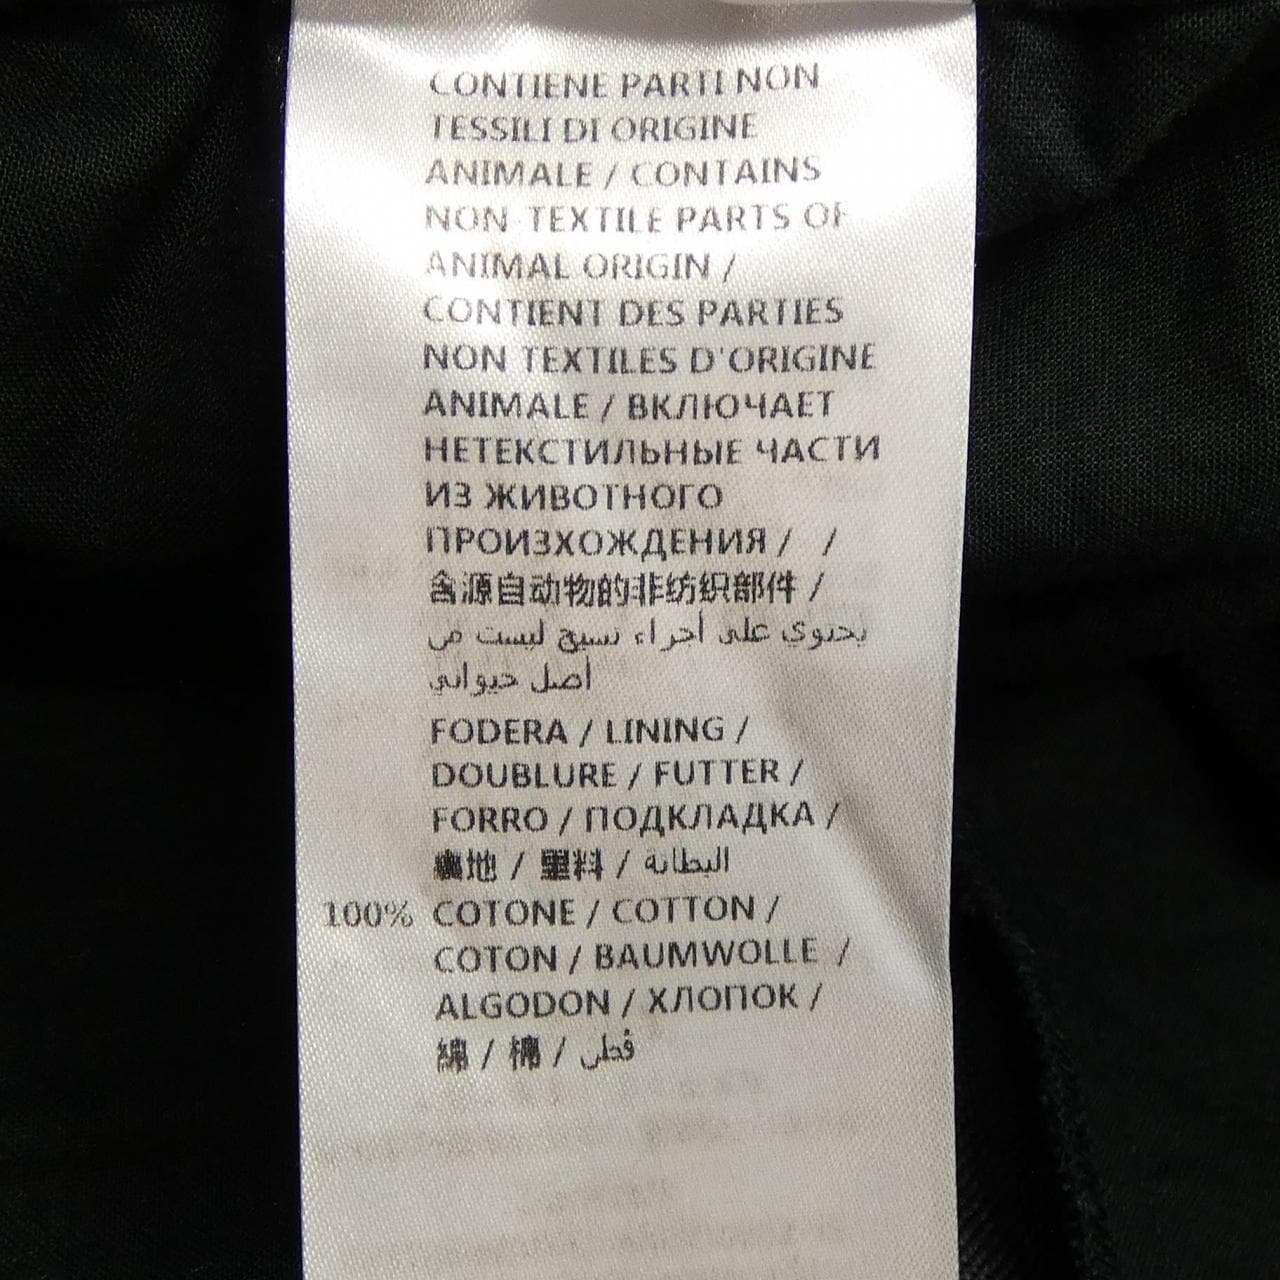 CONTIENE PARTI NON
TESSILI DI ORIGINE
ANIMALE / CONTAINS
NON-TEXTILE PARTS OF
ANIMAL ORIGIN /
CONTIENT DES PARTIES
NON TEXTILES D'ORIGINE
ANIMALE / ВКЛЮЧАЕТ
НЕТЕКСТИЛЬНЫЕ ЧАСТИ
ИЗ ЖИВОТНОГО
ПРОИЗХОЖДЕНИЯ / /
含源自动物的非纺织部件 /
يحتوي على أجزاء نسيج ليست من
أصل حيواني
FODERA / LINING /
DOUBLURE / FUTTER /
FORRO / ПОДКЛАДКА /
裏地 / 里料 / البطانة
100% COTONE / COTTON /
COTON / BAUMWOLLE /
ALGODON / ХЛОПОК /
綿 / 棉 / قطن